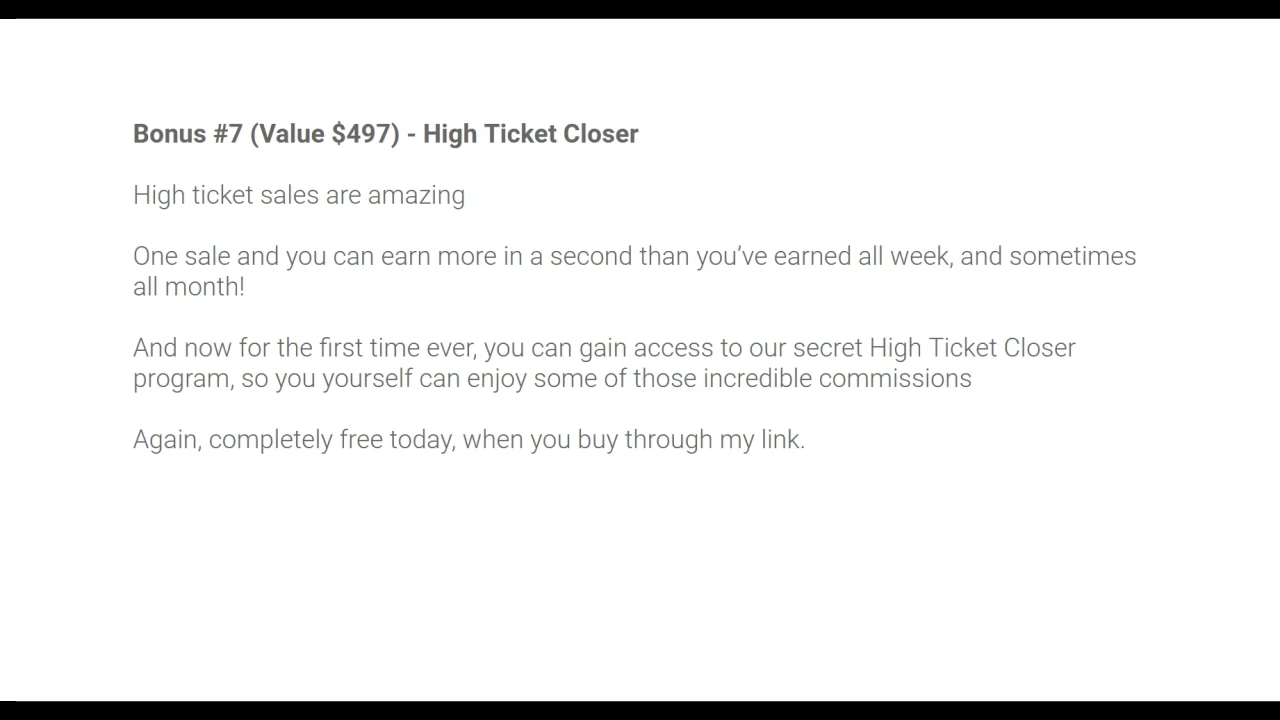 Bonus #7 (Value $497) - High Ticket Closer
High ticket sales are amazing
One sale and you can earn more in a second than you’ve earned all week, and sometimes
all month!
And now for the first time ever, you can gain access to our secret High Ticket Closer
program, so you yourself can enjoy some of those incredible commissions
Again, completely free today, when you buy through my link.